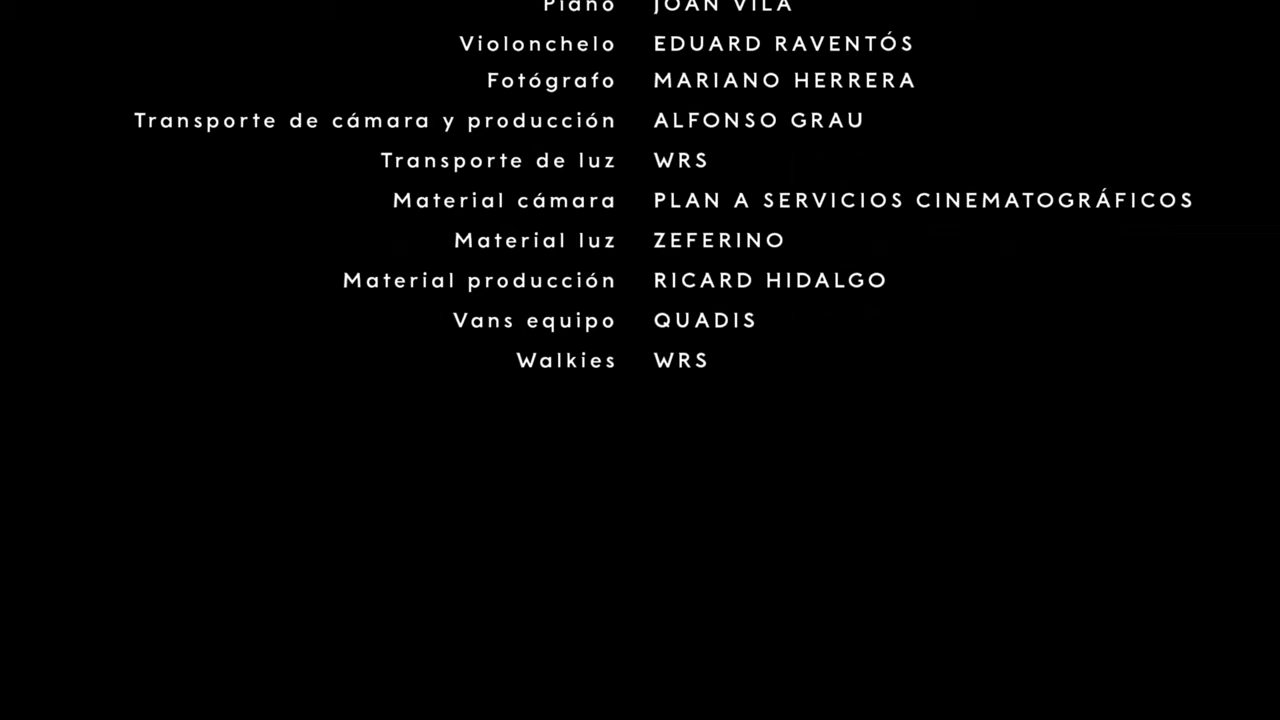 Piano JOAN VILÀ
Violonchelo EDUARD RAVENTÓS
Fotógrafo MARIANO HERRERA
Transporte de cámara y producción ALFONSO GRAU
Transporte de luz WRS
Material cámara PLAN A SERVICIOS CINEMATOGRÁFICOS
Material luz ZEFERINO
Material producción RICARD HIDALGO
Vans equipo QUADIS
Walkies WRS